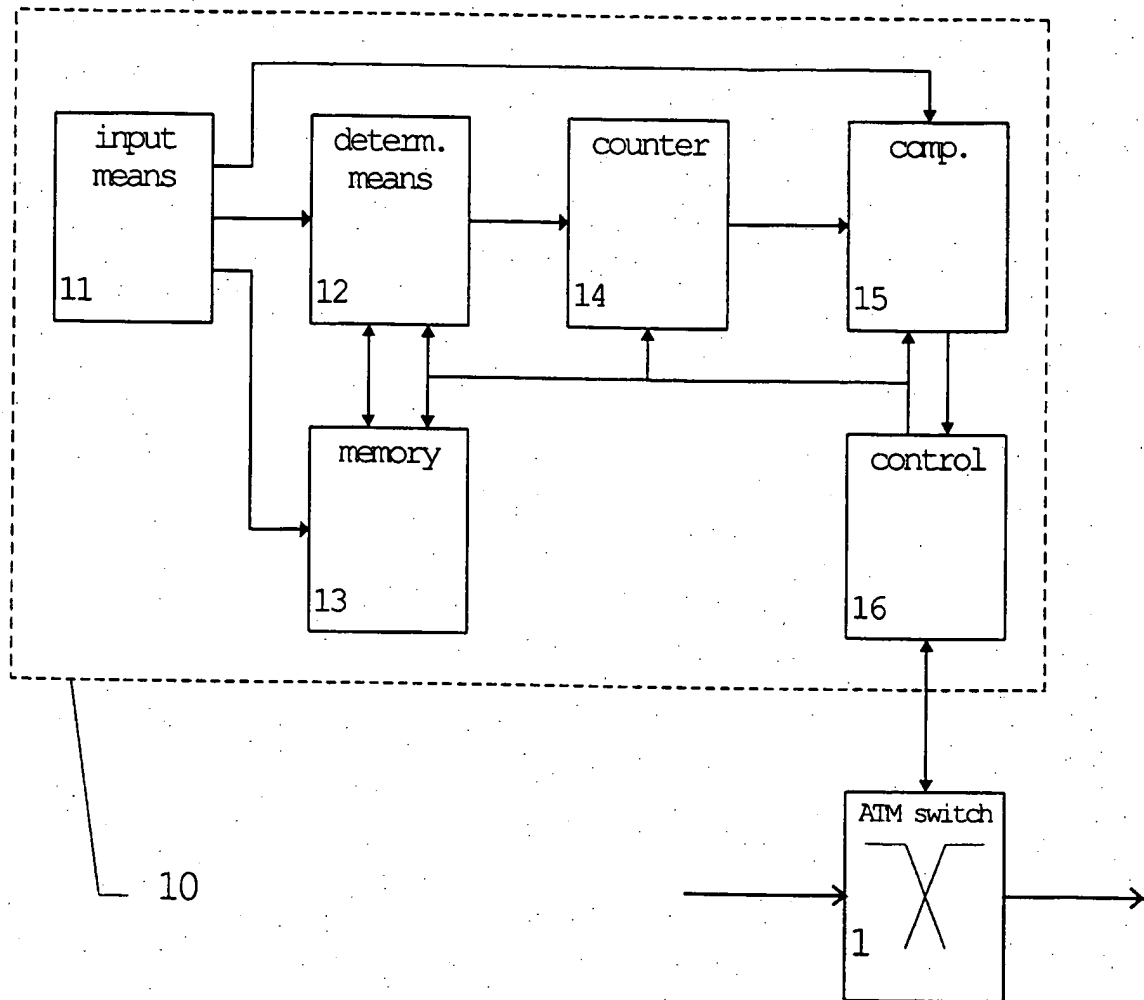 input
means
11
determ.
means
12
counter
14
comp.
15
memory
13
control
16
10
ATM switch
1